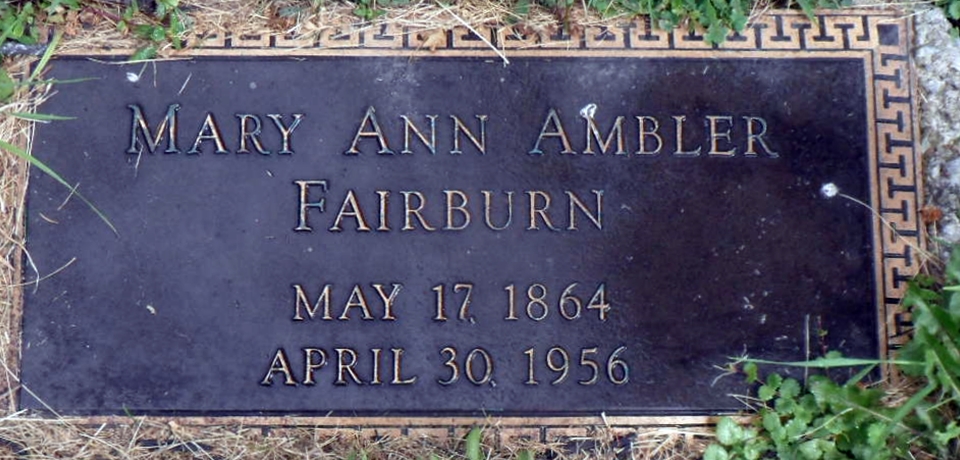 Mary Ann Ambler
Fairburn
May 17, 1864
April 30, 1956